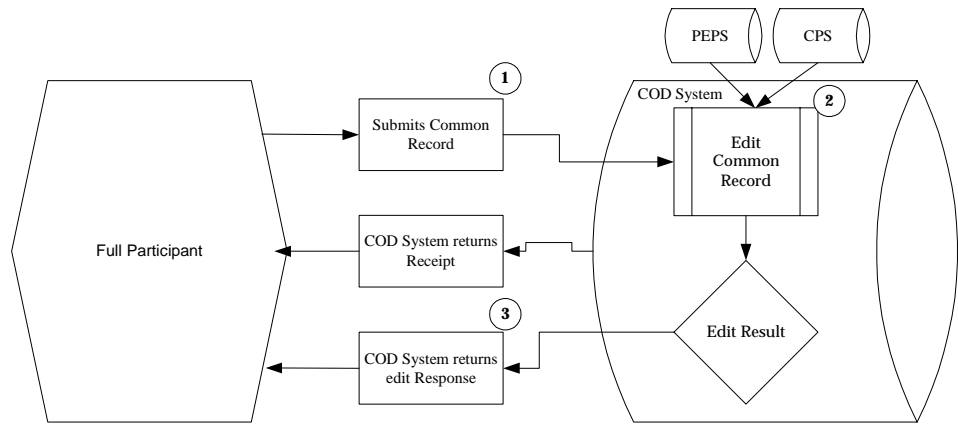 PEPS
CPS
1
COD System
2
Submits Common
Record
Edit
Common
Record
Full Participant
COD System returns
Receipt
3
Edit Result
COD System returns
edit Response